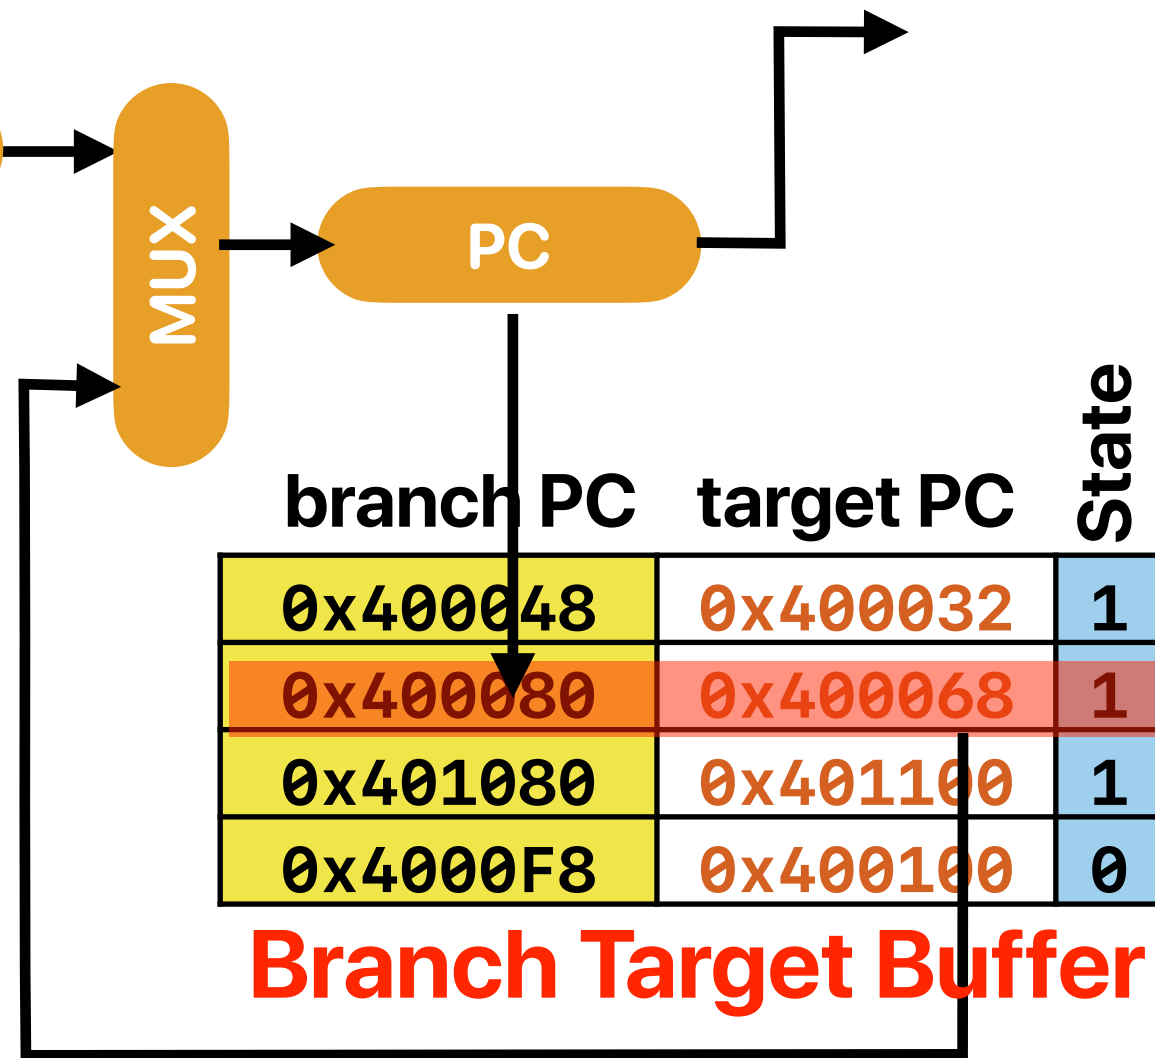 MUX
PC
State
branch PC target PC
0x400048 0x400032 1
0x400080 0x400068 1
0x401080 0x401100 1
0x4000F8 0x400100 0
Branch Target Buffer